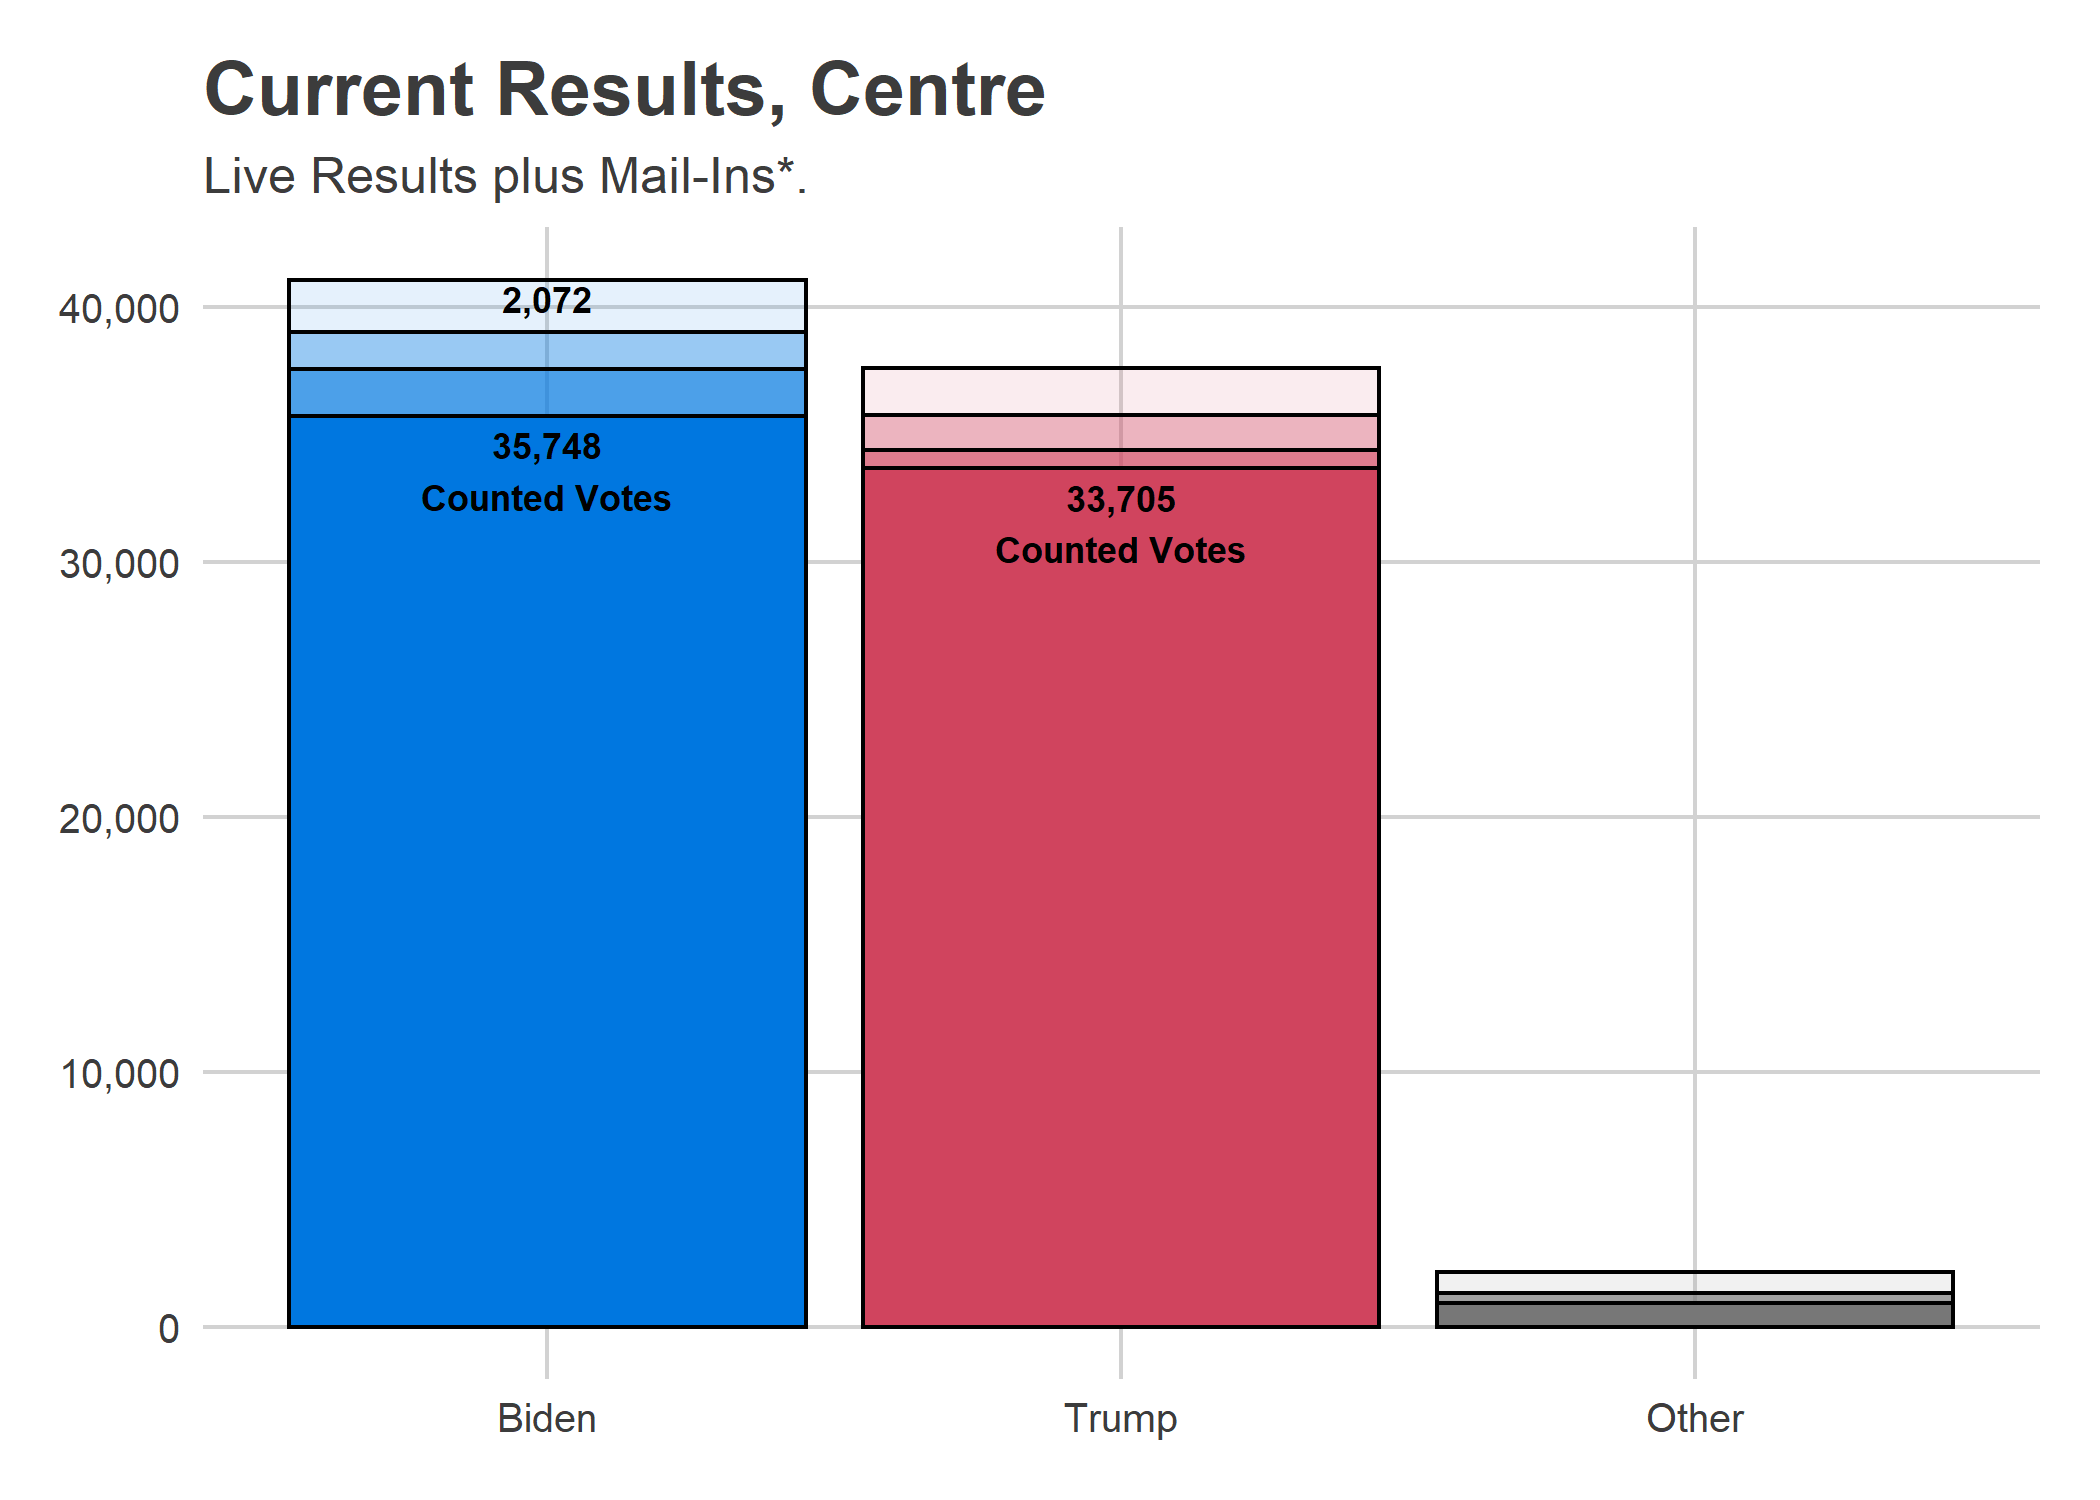 Current Results, Centre
Live Results plus Mail-Ins*.
40,000
30,000
20,000
10,000
0
2,072
35,748
Counted Votes
33,705
Counted Votes
Biden
Trump
Other